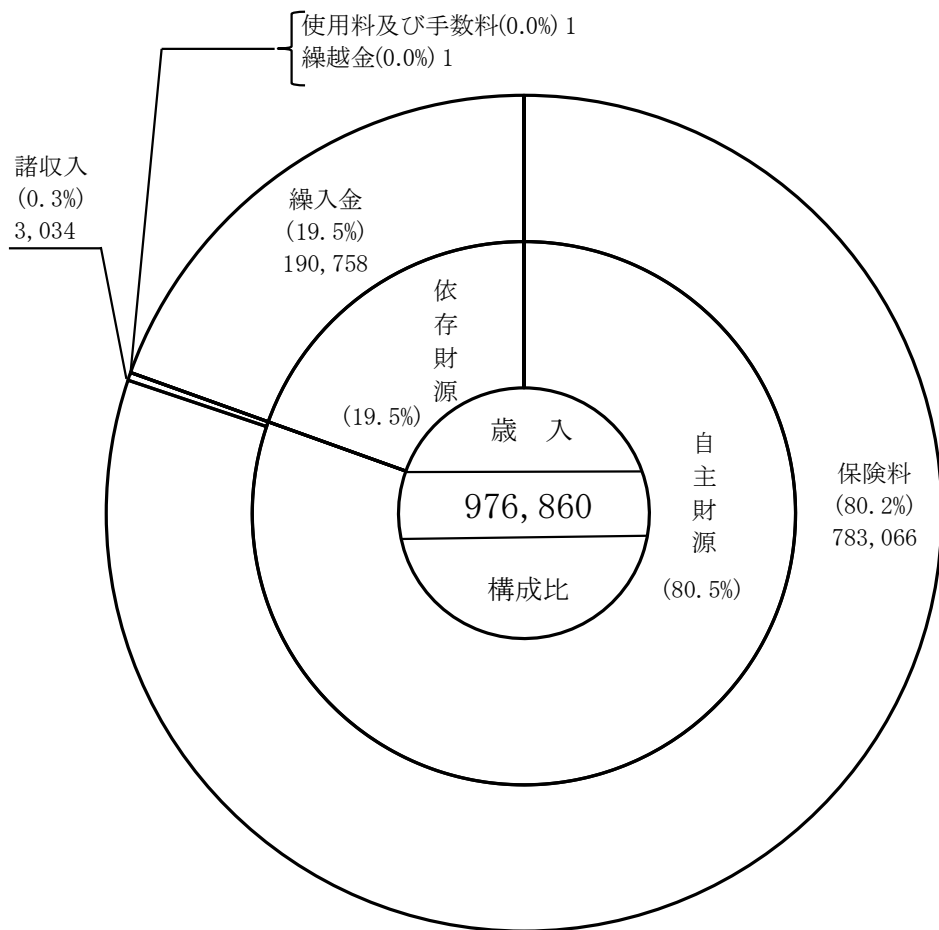 使用料及び手数料(0.0%) 1
繰越金(0.0%) 1
諸収入
(0.3%)
3,034
繰入金
(19.5%)
190,758
依存財源
(19.5%)
歳　入
976,860
構成比
自主財源
(80.5%)
保険料
(80.2%)
783,066